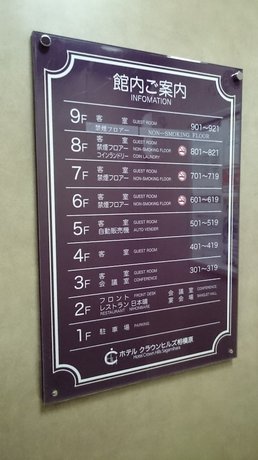 館内ご案内
INFOMATION
9F 客室 GUEST ROOM 901〜921
禁煙フロアー NON-SMOKING FLOOR
8F 客室 GUEST ROOM
禁煙フロアー NON-SMOKING FLOOR 801〜821
コインランドリー COIN LAUNDRY
7F 客室 GUEST ROOM
禁煙フロアー NON-SMOKING FLOOR 701〜719
6F 客室 GUEST ROOM
禁煙フロアー NON-SMOKING FLOOR 601〜619
5F 客室 GUEST ROOM 501〜519
自動販売機 AUTO VENDER
4F 客室 GUEST ROOM 401〜419
3F 客室 GUEST ROOM 301〜319
会議室 CONFERENCE
2F フロント FRONT DESK 会議室 CONFERENCE
レストラン 日本橋 宴会場 BANQUET HALL
RESTAURANT NIHONBASHI
1F 駐車場 PARKING
ホテル クラウンヒルズ相模原
Hotel Crown Hills Sagamihara